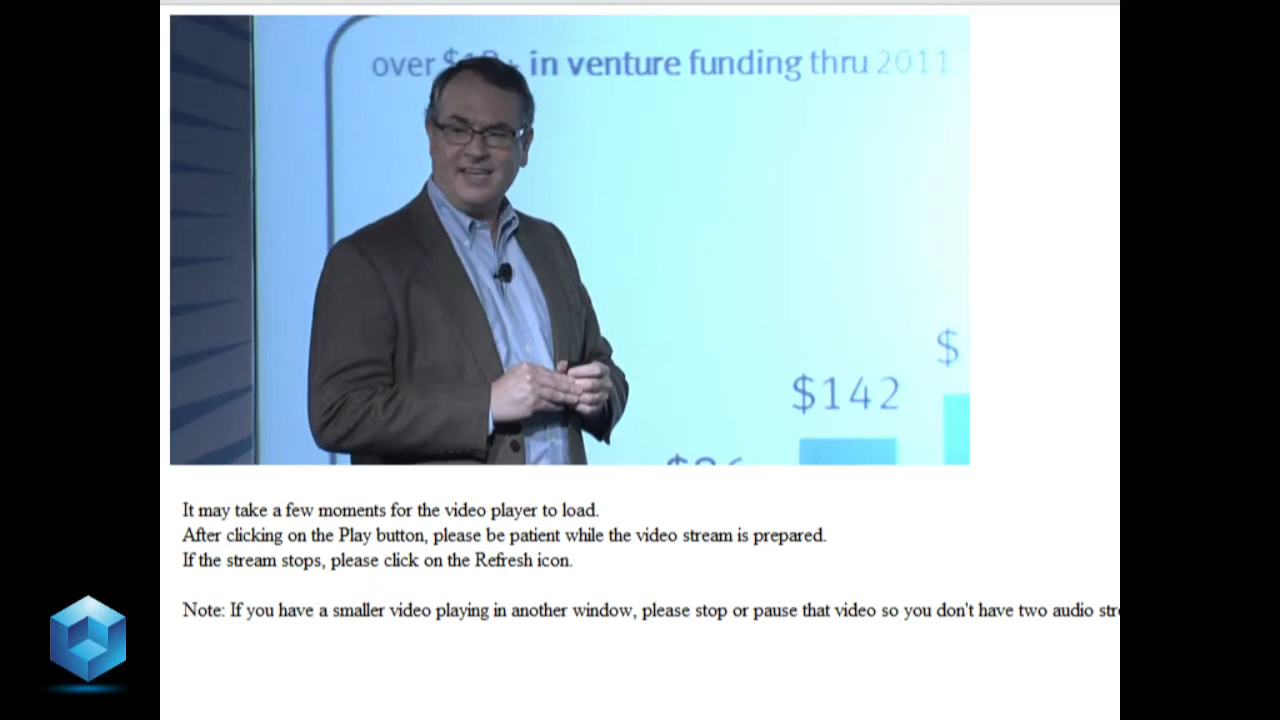 over in venture funding thru 2011
$
$142
It may take a few moments for the video player to load.
After clicking on the Play button, please be patient while the video stream is prepared.
If the stream stops, please click on the Refresh icon.
Note: If you have a smaller video playing in another window, please stop or pause that video so you don't have two audio